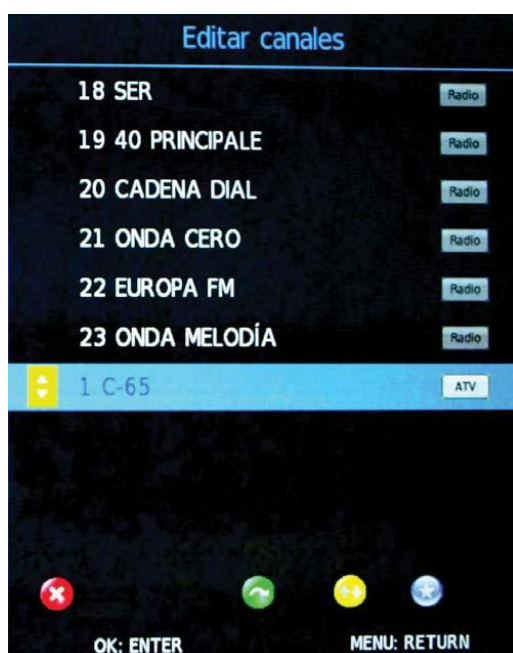 Editar canales
18 SER Radio
19 40 PRINCIPALE Radio
20 CADENA DIAL Radio
21 ONDA CERO Radio
22 EUROPA FM Radio
23 ONDA MELODÍA Radio
1 C-65 ATV
OK: ENTER MENU: RETURN